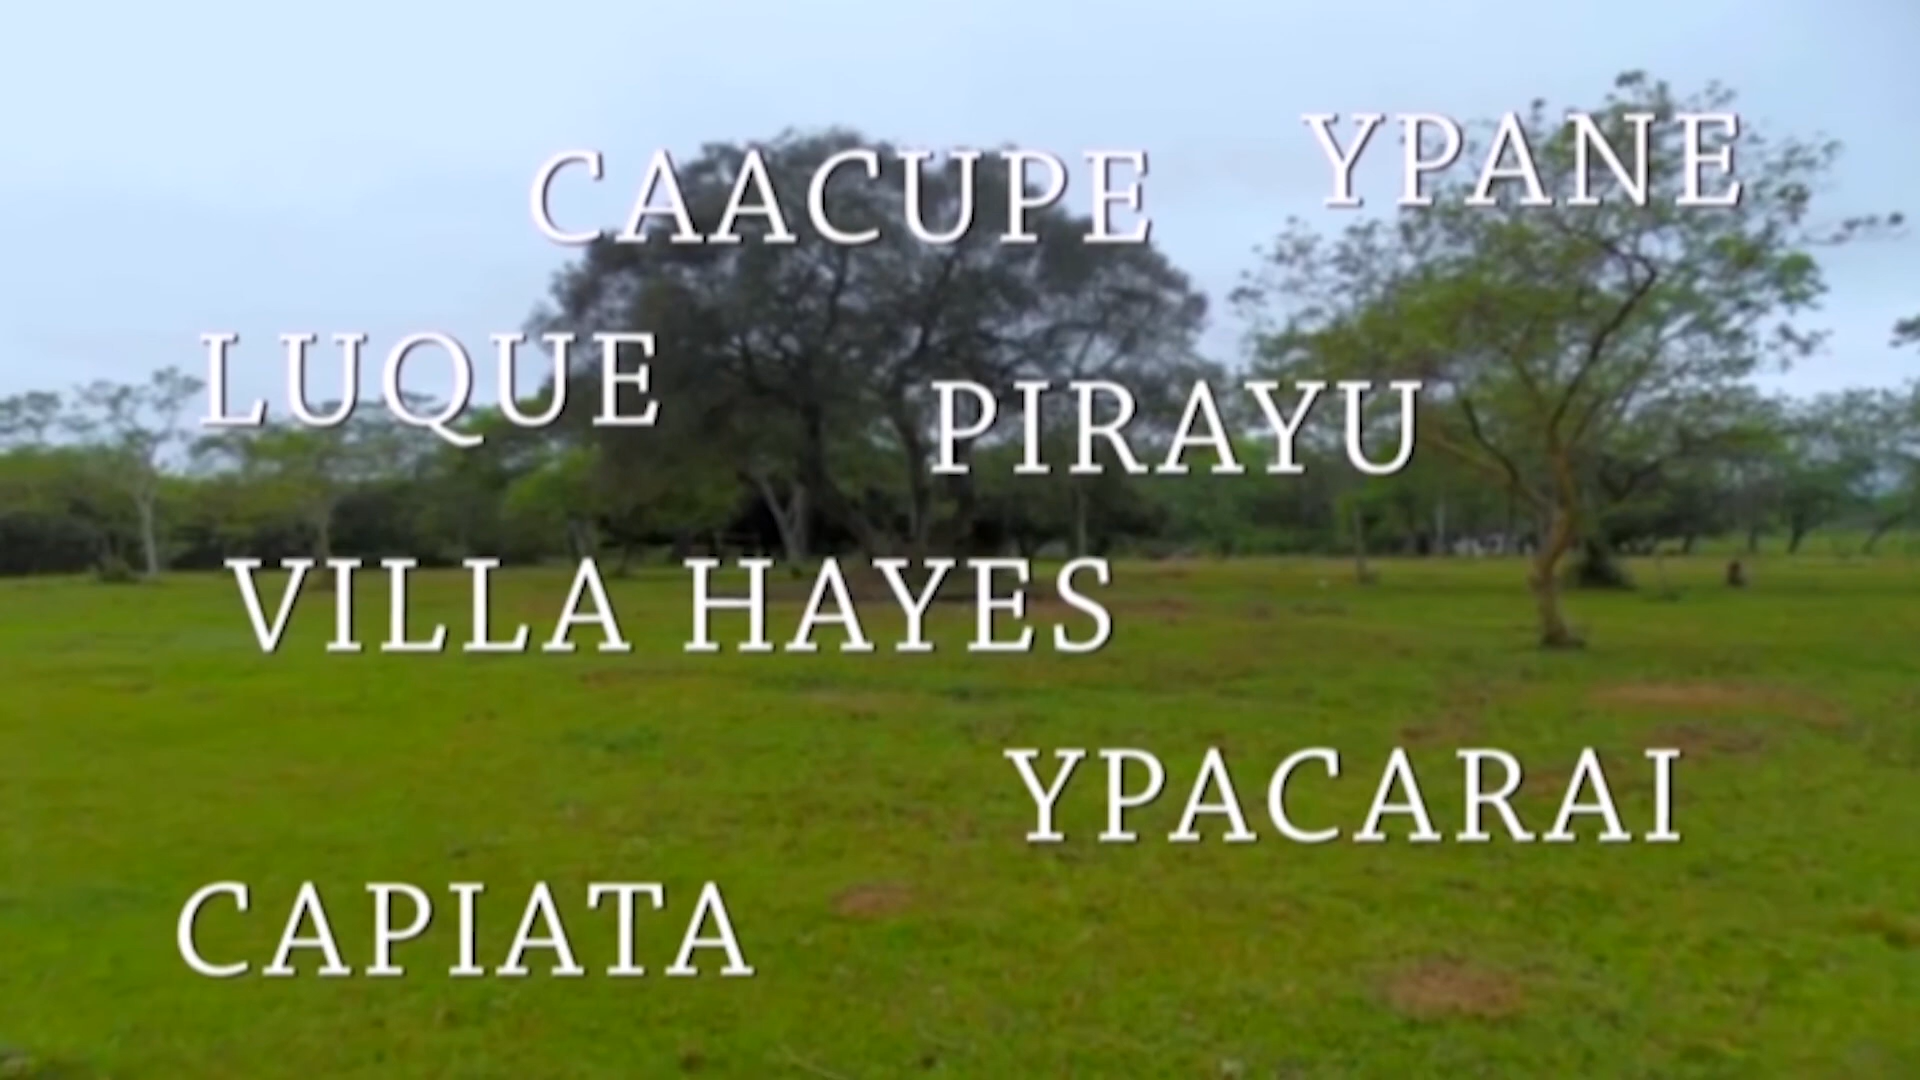 CAACUPE
YPANE
LUQUE
PIRAYU
VILLA HAYES
YPACARAI
CAPIATA